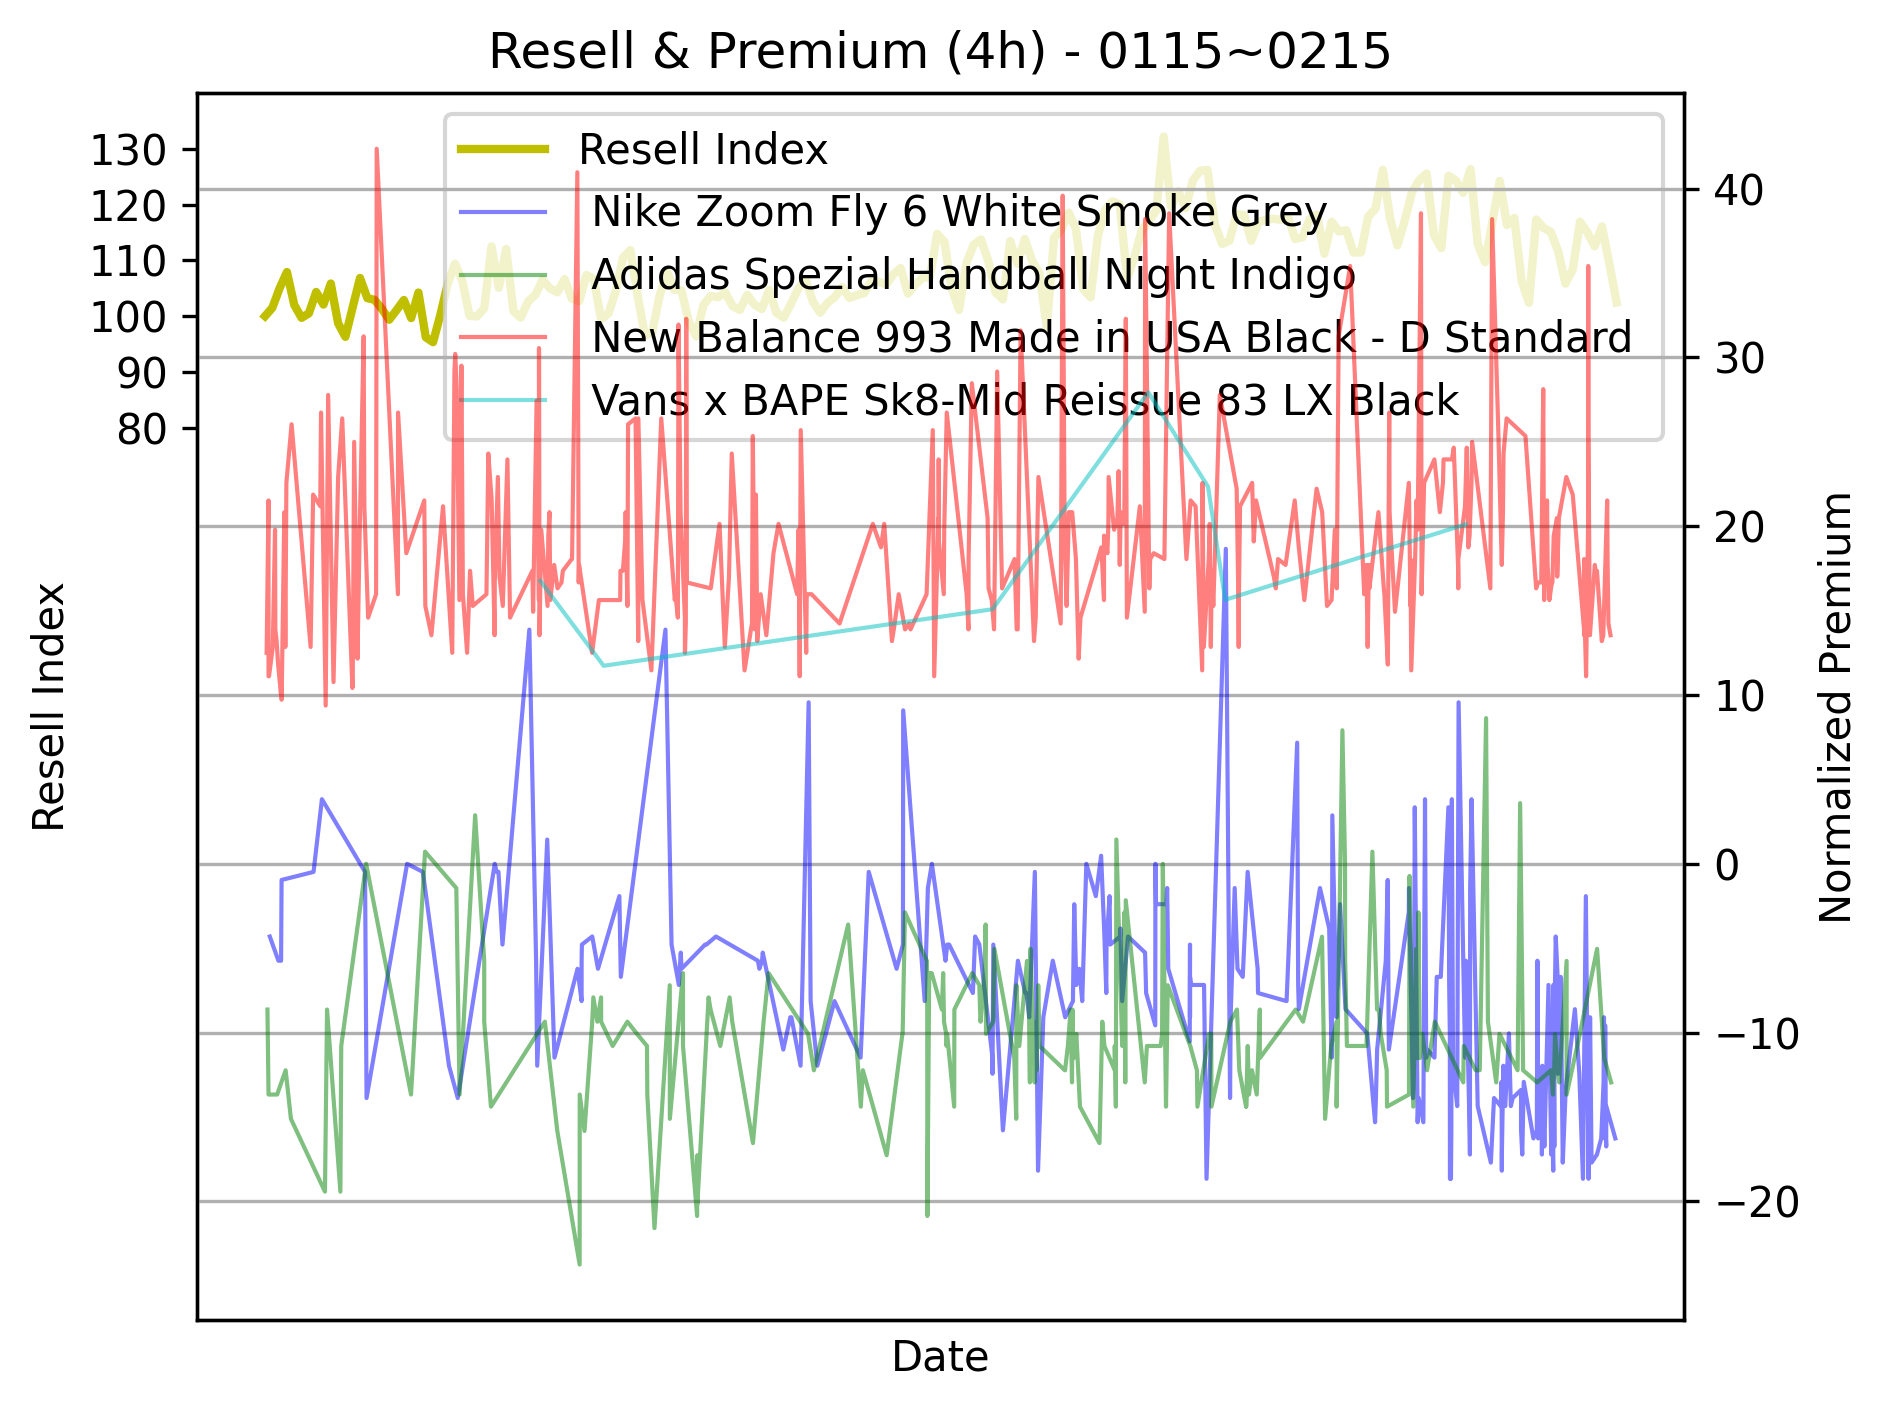 Resell & Premium (4h) - 0115~0215
Resell Index
Nike Zoom Fly 6 White Smoke Grey
Adidas Spezial Handball Night Indigo
New Balance 993 Made in USA Black - D Standard
Vans x BAPE Sk8-Mid Reissue 83 LX Black
130
120
110
100
90
80
Resell Index
40
30
20
10
0
−10
−20
Normalized Premium
Date